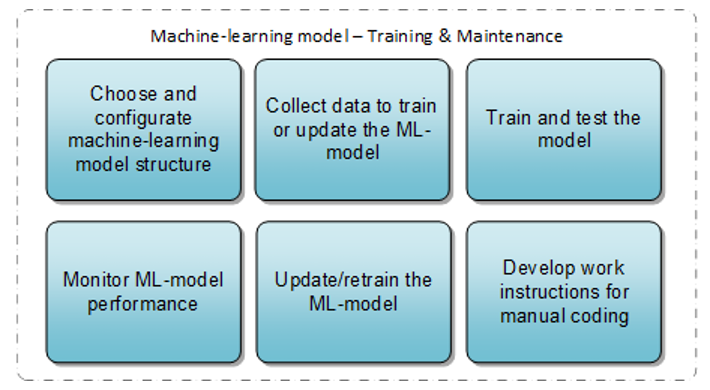 Machine-learning model – Training & Maintenance
Choose and
configurate
machine-learning
model structure
Collect data to train
or update the ML-
model
Train and test the
model
Monitor ML-model
performance
Update/retrain the
ML-model
Develop work
instructions for
manual coding